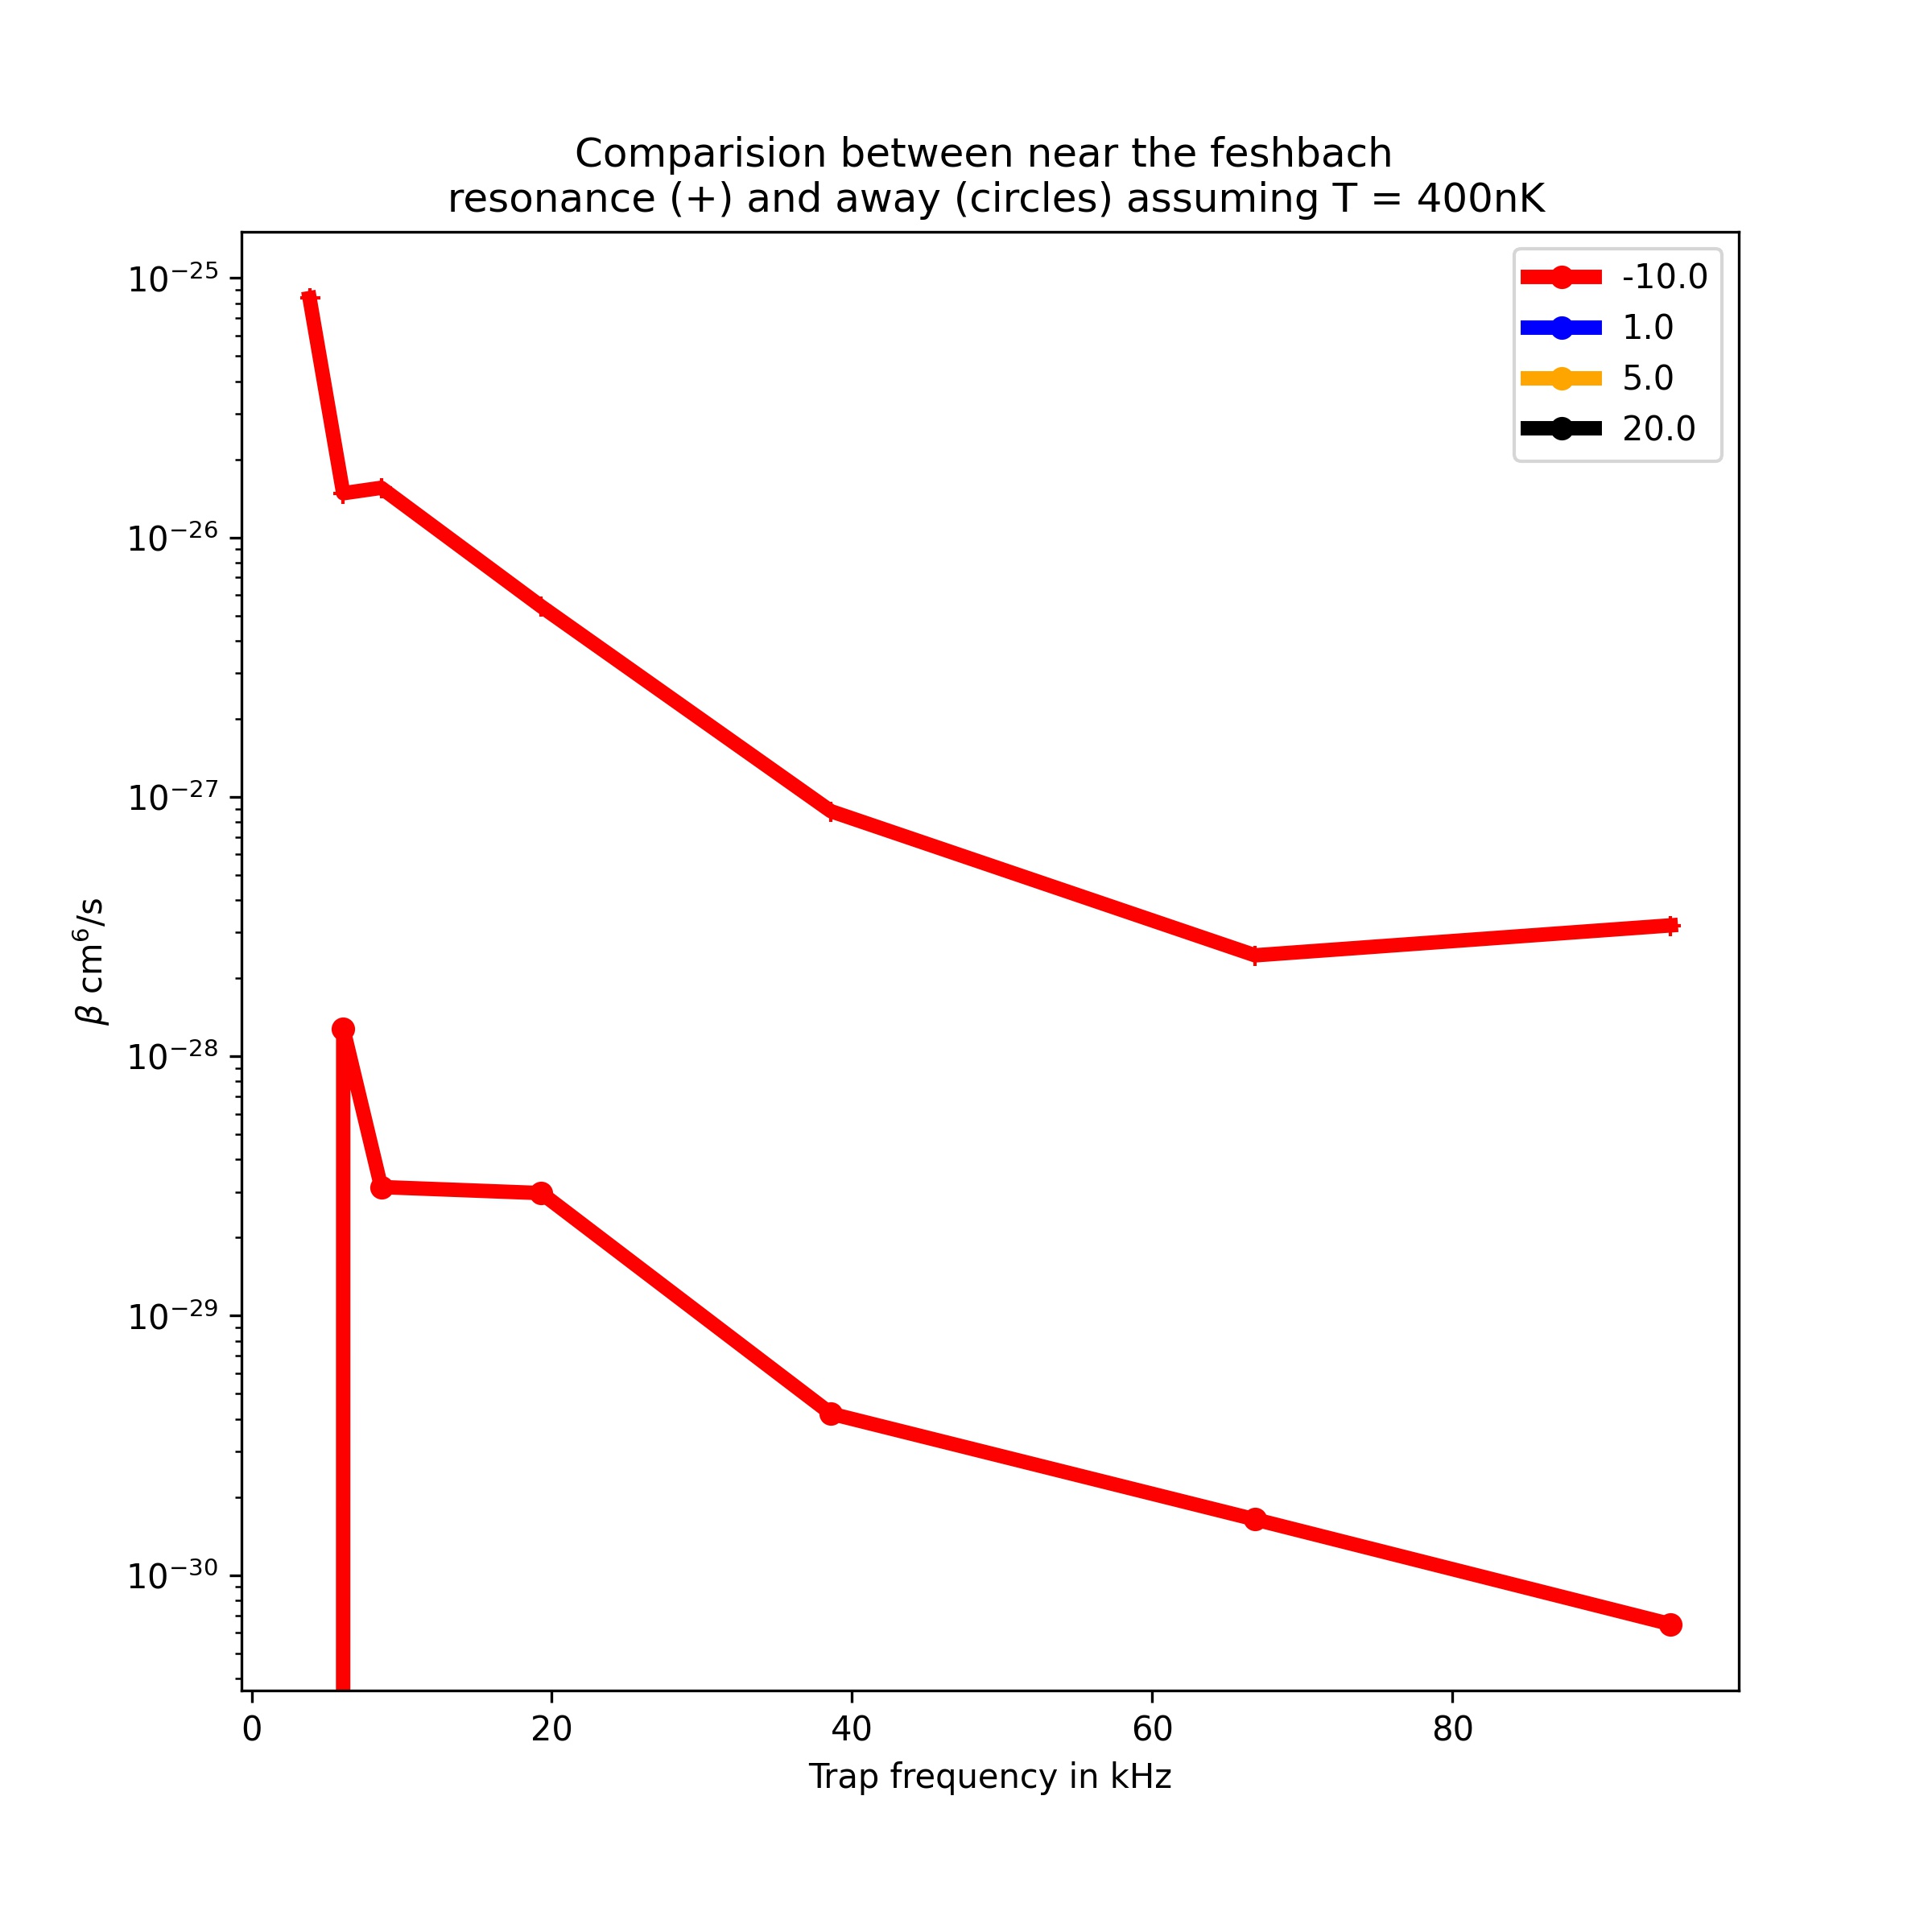 Comparision between near the feshbach
resonance (+) and away (circles) assuming T = 400nK
10⁻²⁵
10⁻²⁶
10⁻²⁷
10⁻²⁸
10⁻²⁹
10⁻³⁰
β cm⁶/s
-10.0
1.0
5.0
20.0
0 20 40 60 80
Trap frequency in kHz